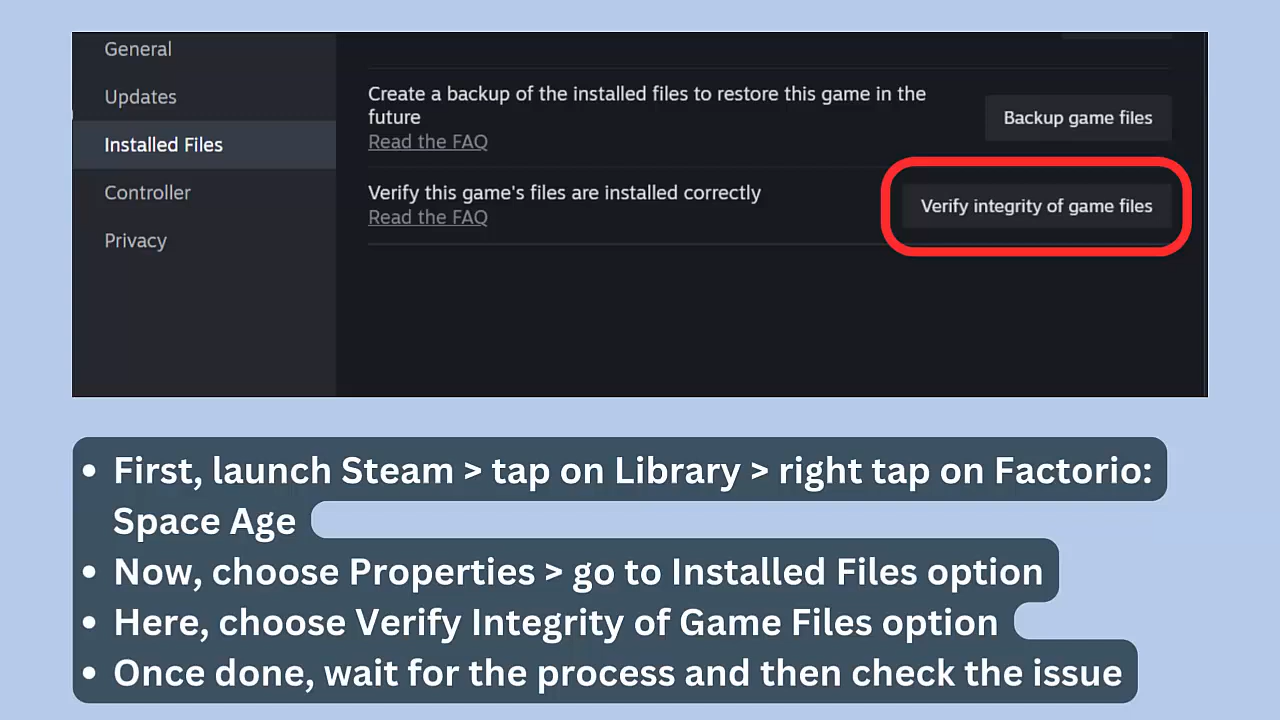 General
Updates
Installed Files
Controller
Privacy
Create a backup of the installed files to restore this game in the
future
Read the FAQ
Backup game files
Verify this game's files are installed correctly
Read the FAQ
Verify integrity of game files
• First, launch Steam > tap on Library > right tap on Factorio:
Space Age
• Now, choose Properties > go to Installed Files option
• Here, choose Verify Integrity of Game Files option
• Once done, wait for the process and then check the issue